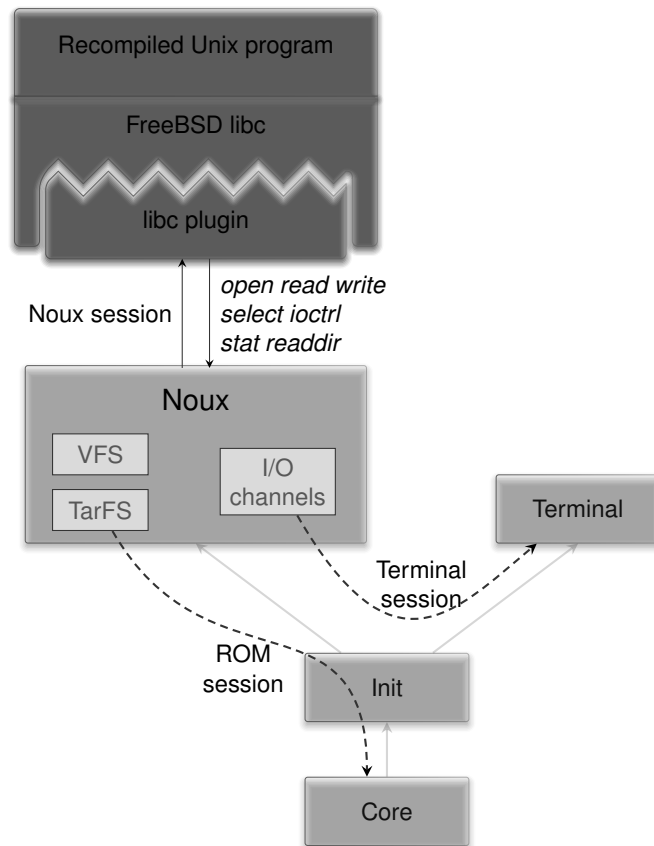 Recompiled Unix program
FreeBSD libc
libc plugin
Noux session
open read write
select ioctrl
stat readdir
Noux
VFS
TarFS
I/O
channels
Terminal
Terminal
session
ROM
session
Init
Core